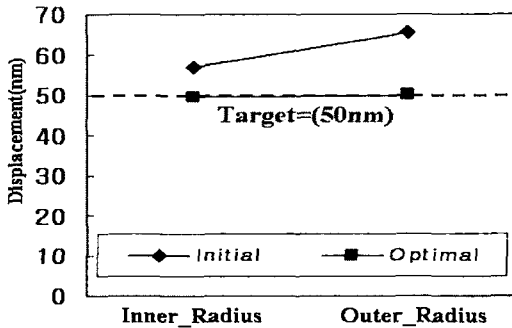 70
60
50
40
30
20
10
0
Displacement(nm)
Target=(50nm)
Initial
Optimal
Inner_Radius
Outer_Radius